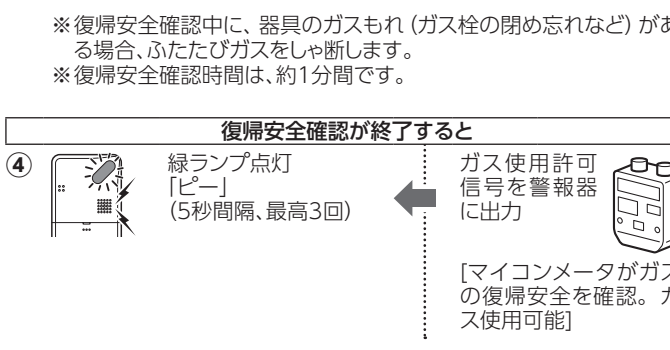 ※復帰安全確認中に、器具のガスもれ(ガス栓の閉め忘れなど)があ
る場合、ふたたびガスをしゃ断します。
※復帰安全確認時間は、約1分間です。
復帰安全確認が終了すると
④
緑ランプ点灯
「ピー」
(5秒間隔、最高3回)
ガス使用許可
信号を警報器
に出力
[マイコンメータがガス
の復帰安全を確認。ガ
ス使用可能]